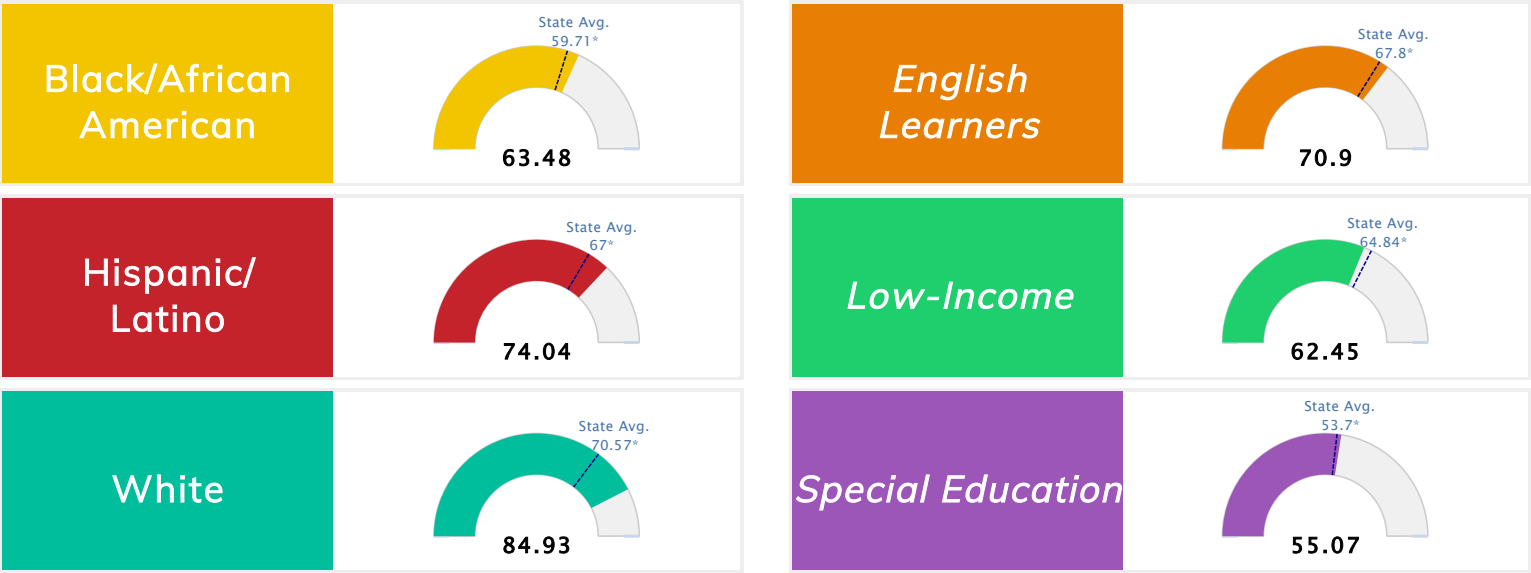 Black/African
American
State Avg.
59.71*
63.48
English
Learners
State Avg.
67.8*
70.9
Hispanic/
Latino
State Avg.
67*
74.04
Low-Income
State Avg.
64.84*
62.45
White
State Avg.
70.57*
84.93
Special Education
State Avg.
53.7*
55.07